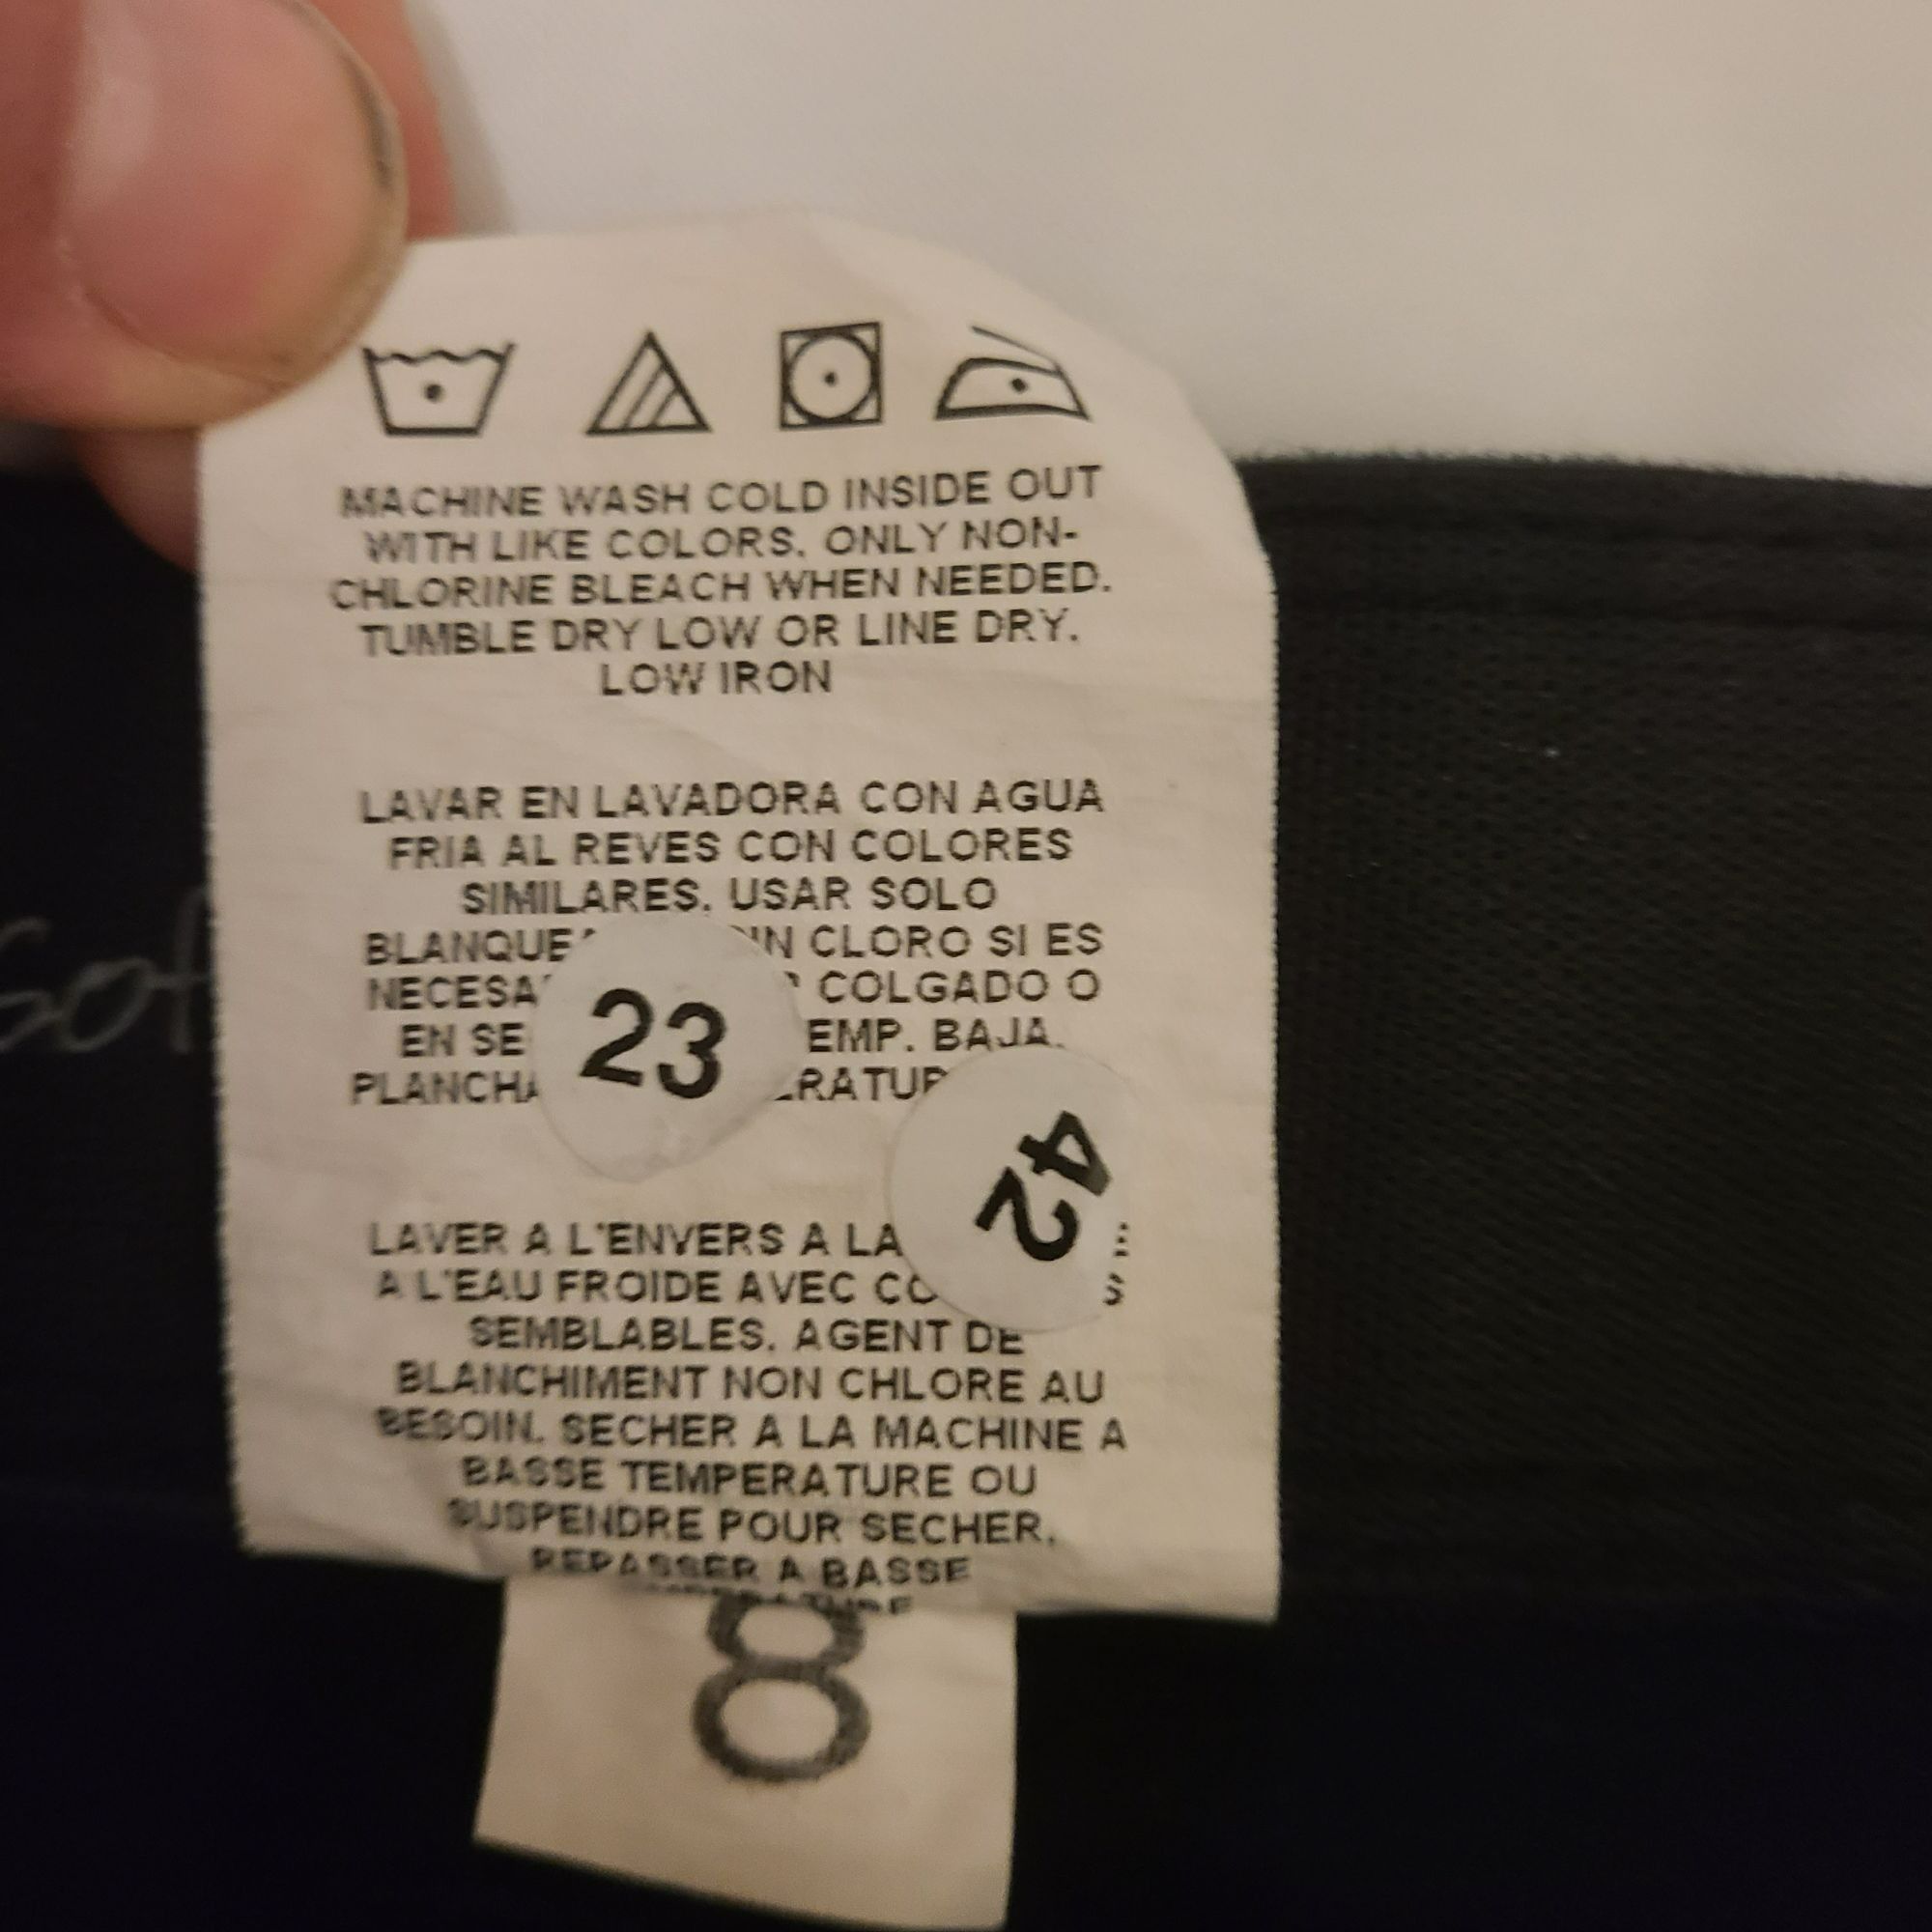 MACHINE WASH COLD INSIDE OUT
WITH LIKE COLORS. ONLY NON-
CHLORINE BLEACH WHEN NEEDED.
TUMBLE DRY LOW OR LINE DRY.
LOW IRON
LAVAR EN LAVADORA CON AGUA
FRIA AL REVES CON COLORES
SIMILARES. USAR SOLO
CLORO SI ES
COLGADO O
EN SE BAJA.
23
42
LAVER A L'ENVERS A LA
A L'EAU FROIDE AVEC
SEMBLABLES. AGENT DE
BLANCHIMENT NON CHLORE AU
BESOIN. SECHER A LA MACHINE A
BASSE TEMPERATURE OU
SUSPENDRE POUR SECHER.
REPASSER A BASSE
8